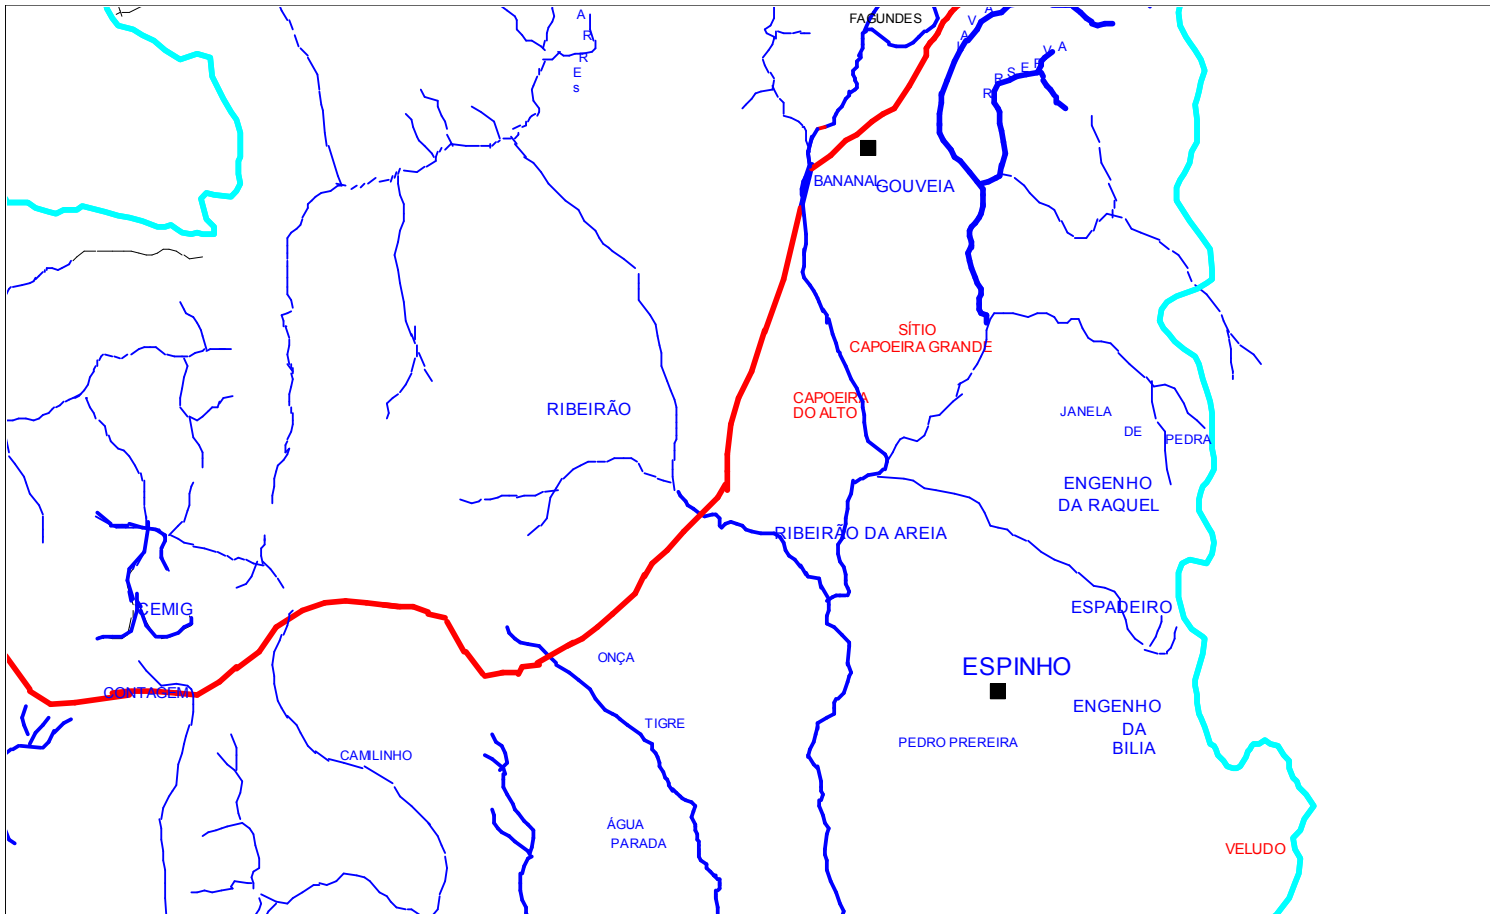 FAGUNDES
A
R
R
E
s
A
V
A
J
A
V
R
E
S
R
R
BANANAL
GOUVEIA
SÍTIO
CAPOEIRA GRANDE
CAPOEIRA
DO ALTO
RIBEIRÃO
JANELA
DE
PEDRA
ENGENHO
DA RAQUEL
RIBEIRÃO DA AREIA
CEMIG
ESPADEIRO
ONÇA
ESPINHO
CONTAGEM
ENGENHO
DA
BILIA
TIGRE
PEDRO PREREIRA
CAMILINHO
ÁGUA
PARADA
VELUDO